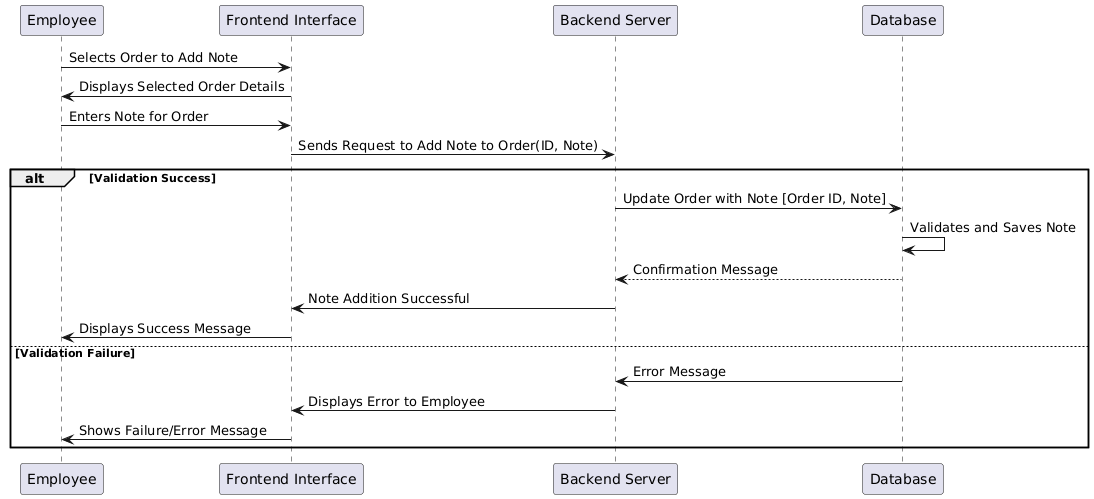 Employee Frontend Interface Backend Server Database
Selects Order to Add Note
Displays Selected Order Details
Enters Note for Order
Sends Request to Add Note to Order(ID, Note)
alt [Validation Success]
Update Order with Note [Order ID, Note]
Validates and Saves Note
Confirmation Message
Note Addition Successful
Displays Success Message
[Validation Failure]
Error Message
Displays Error to Employee
Shows Failure/Error Message
Employee Frontend Interface Backend Server Database